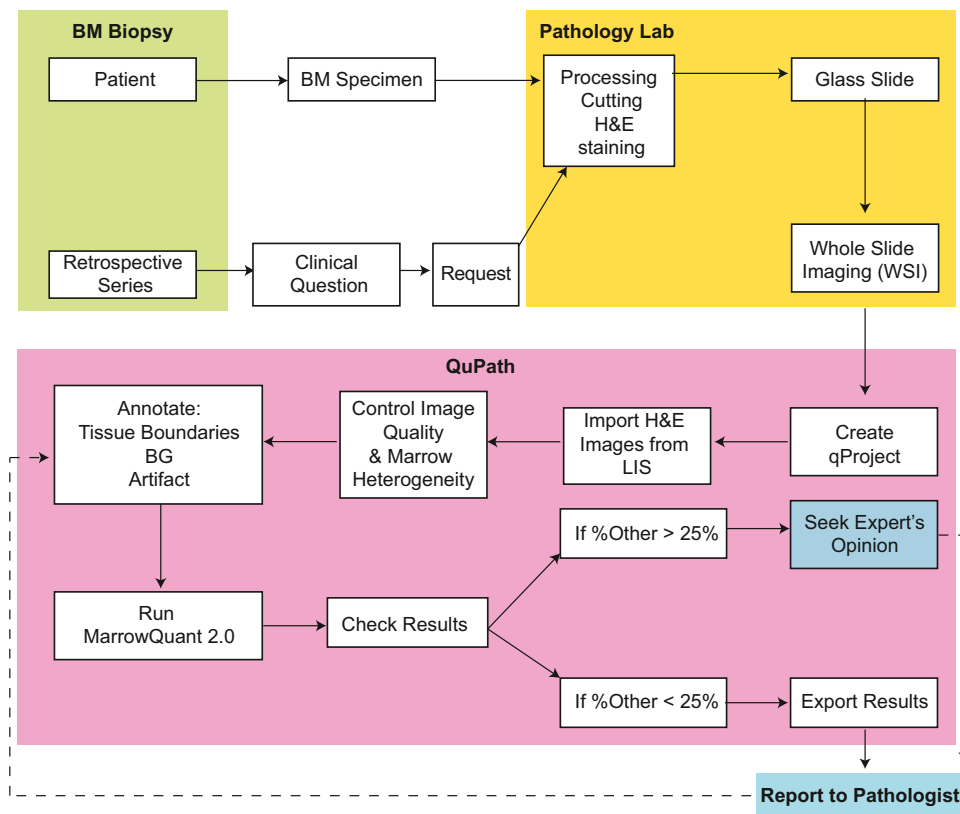 BM Biopsy
Patient
BM Specimen
Pathology Lab
Processing
Cutting
H&E
staining
Glass Slide
Retrospective
Series
Clinical
Question
Request
Whole Slide
Imaging (WSI)
QuPath
Annotate:
Tissue Boundaries
BG
Artifact
Control Image
Quality
& Marrow
Heterogeneity
Import H&E
Images from
LIS
Create
qProject
If %Other > 25%
Seek Expert's
Opinion
Run
MarrowQuant 2.0
Check Results
If %Other < 25%
Export Results
Report to Pathologist